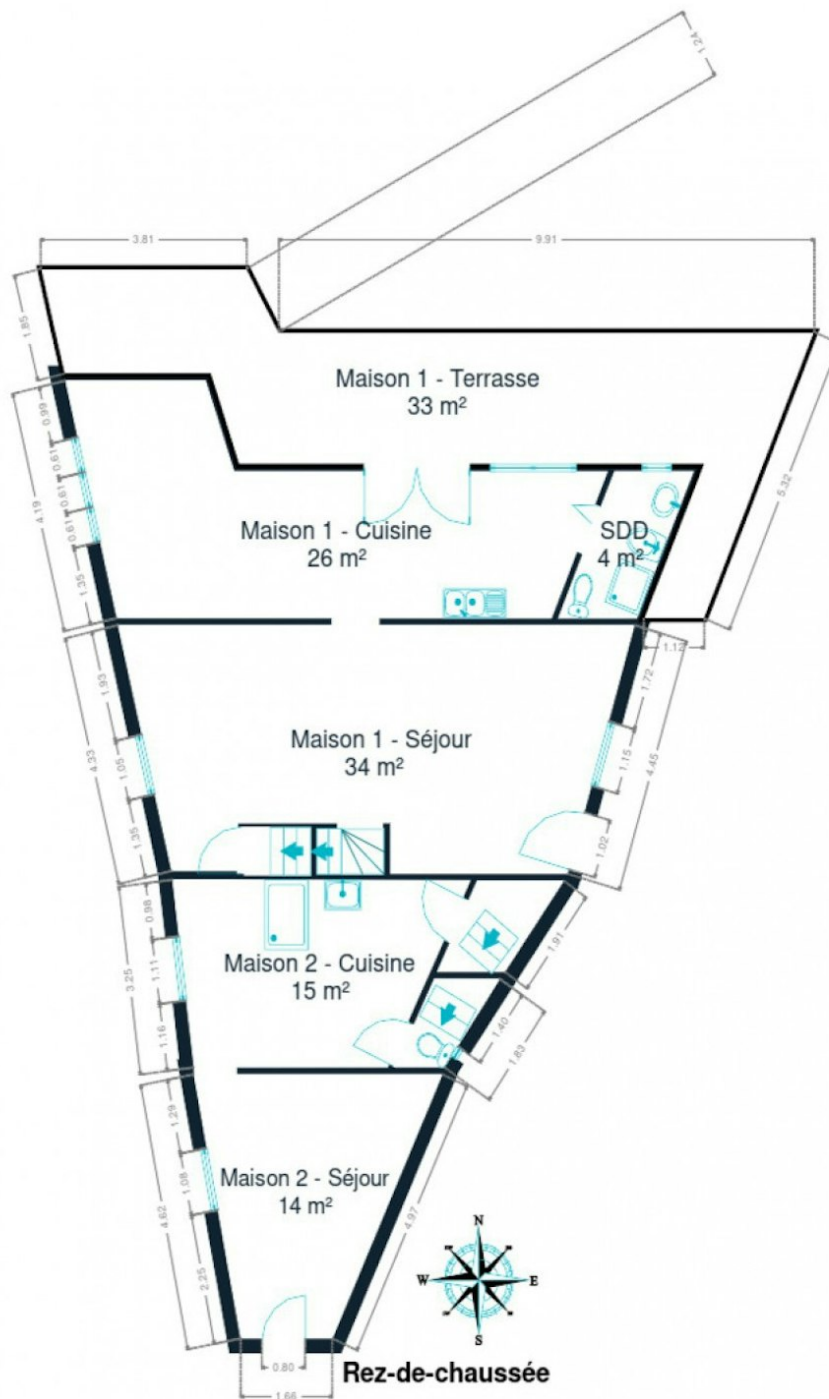 1.24
3.81
9.91
1.85
Maison 1 - Terrasse
33 m²
0.99
0.61
0.61
0.61
4.19
1.35
5.32
Maison 1 - Cuisine
26 m²
SDD
4 m²
1.12
1.93
1.72
Maison 1 - Séjour
34 m²
4.33
1.05
1.15
4.45
1.35
1.02
0.98
1.91
Maison 2 - Cuisine
15 m²
3.25
1.11
1.40
1.83
1.16
1.29
Maison 2 - Séjour
14 m²
1.08
4.62
4.97
2.25
N
W
E
S
0.80
Rez-de-chaussée
1.66